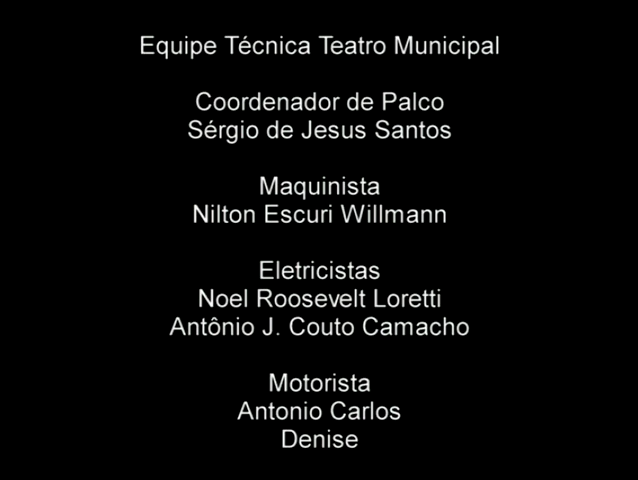 Equipe Técnica Teatro Municipal
Coordenador de Palco
Sérgio de Jesus Santos
Maquinista
Nilton Escuri Willmann
Eletricistas
Noel Roosevelt Loretti
Antônio J. Couto Camacho
Motorista
Antonio Carlos
Denise